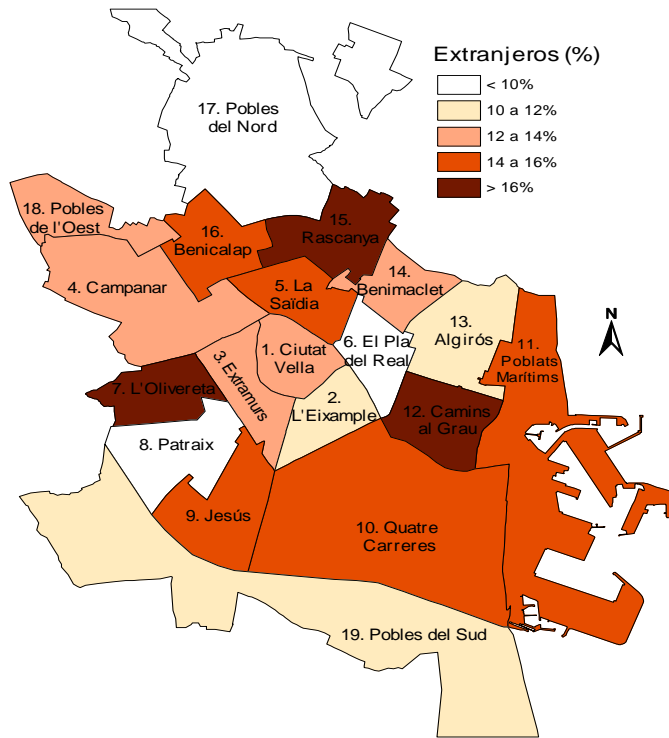 Extranjeros (%)
< 10%
10 a 12%
12 a 14%
14 a 16%
> 16%
17. Pobles
del Nord
18. Pobles
de l'Oest
16.
Benicalap
15.
Rascanya
4. Campanar
5. La
Saïdia
14.
Benimaclet
13.
Algirós
N
11.
Poblats
Marítims
6. El Pla
del Real
1. Ciutat
Vella
3. Extramurs
7. L'Olivereta
2.
L'Eixample
12. Camins
al Grau
8. Patraix
9. Jesús
10. Quatre
Carreres
19. Pobles del Sud